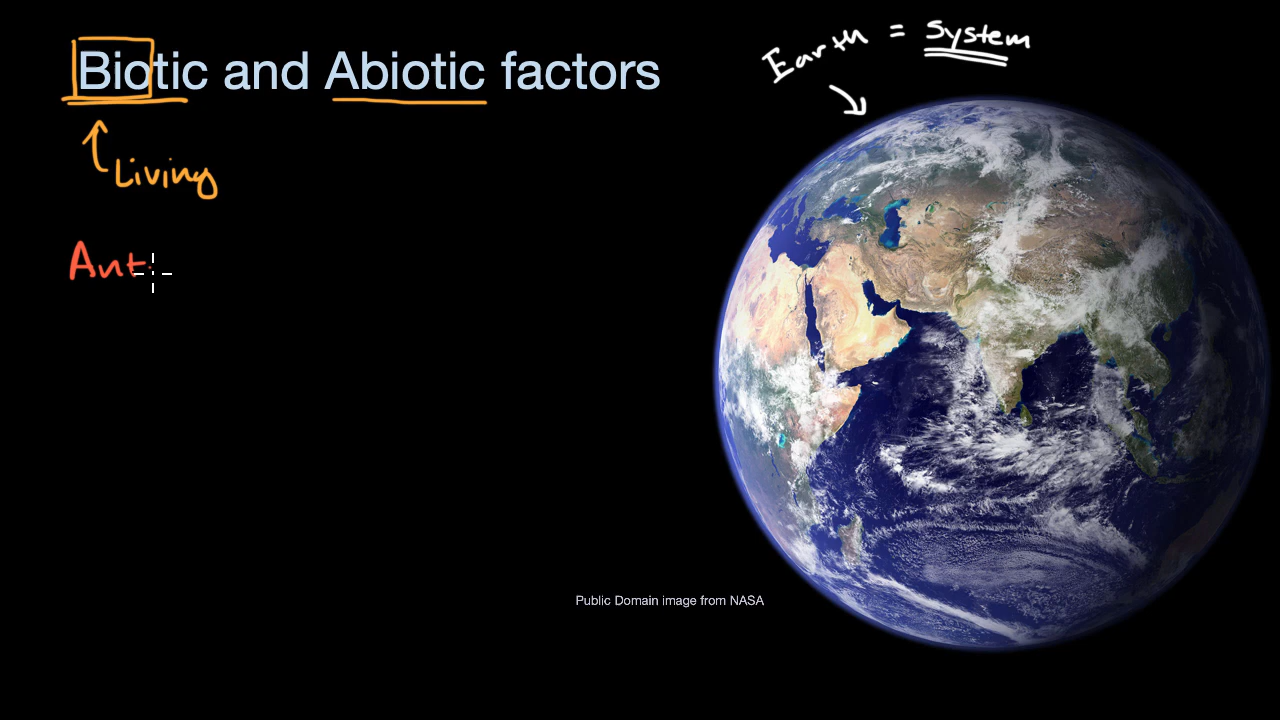 Biotic and Abiotic factors
Earth = System
Living
Ant
Public Domain image from NASA